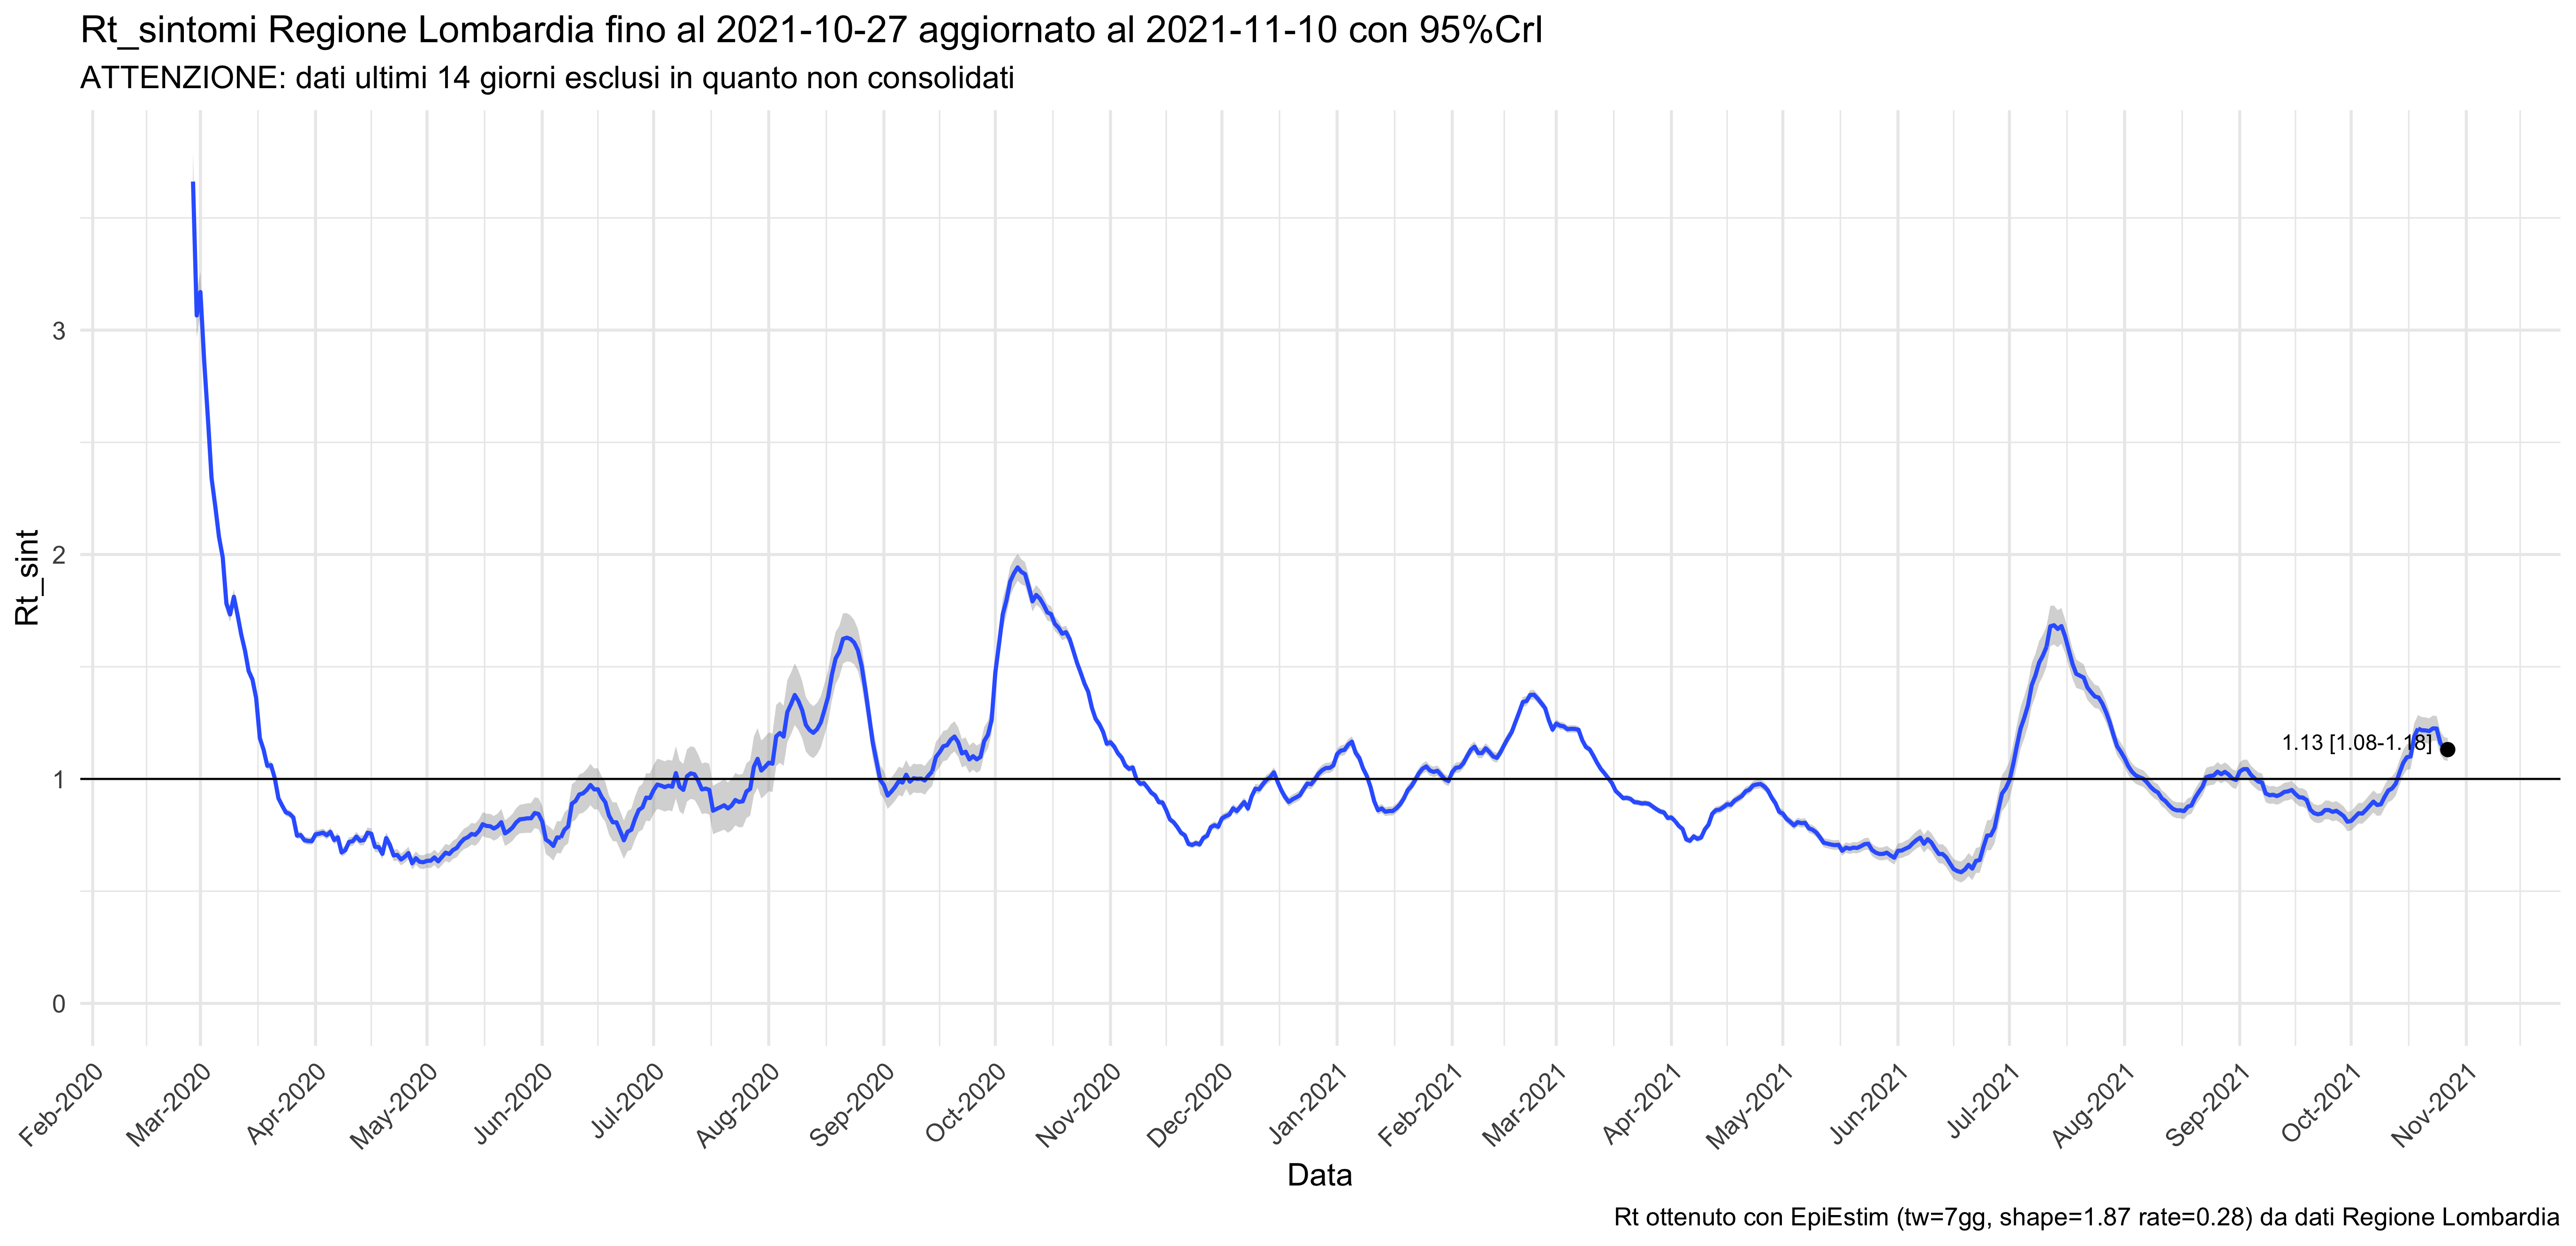 Rt_sintomi Regione Lombardia fino al 2021-10-27 aggiornato al 2021-11-10 con 95%CrI
ATTENZIONE: dati ultimi 14 giorni esclusi in quanto non consolidati
Rt_sint
3
2
1
0
1.13 [1.08-1.18]
Feb-2020
Mar-2020
Apr-2020
May-2020
Jun-2020
Jul-2020
Aug-2020
Sep-2020
Oct-2020
Nov-2020
Dec-2020
Jan-2021
Feb-2021
Mar-2021
Apr-2021
May-2021
Jun-2021
Jul-2021
Aug-2021
Sep-2021
Oct-2021
Nov-2021
Data
Rt ottenuto con EpiEstim (tw=7gg, shape=1.87 rate=0.28) da dati Regione Lombardia